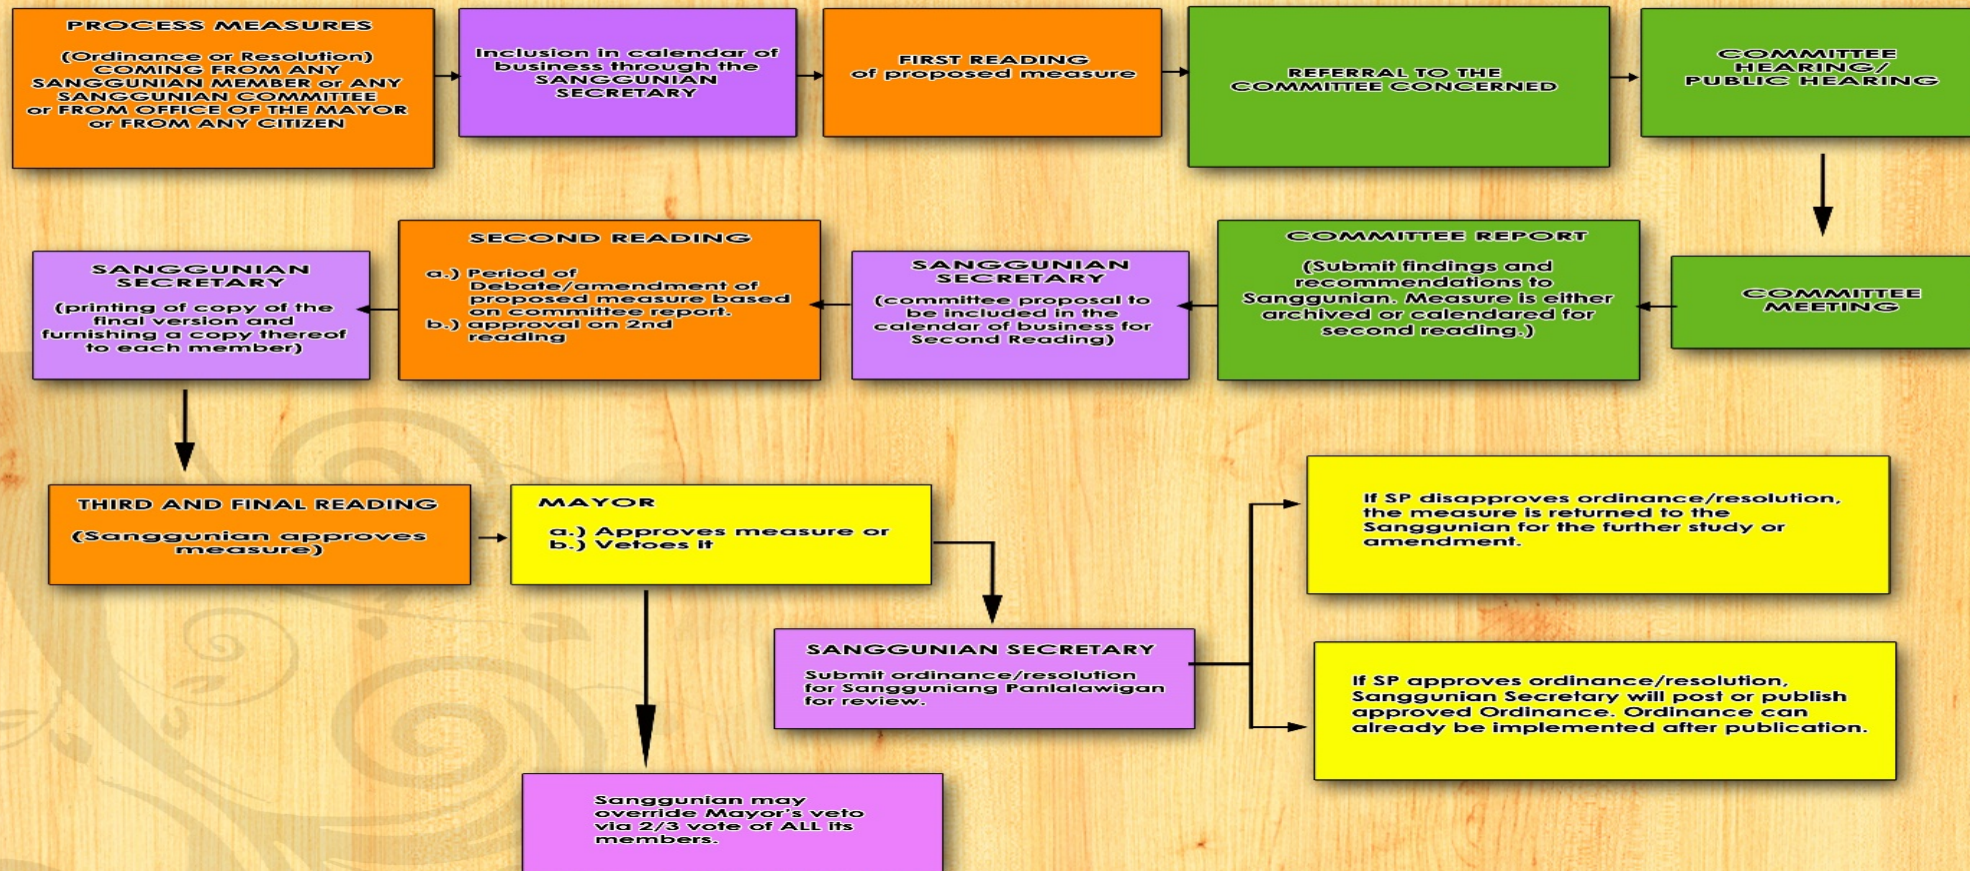 PROCESS MEASURES
(Ordinance or Resolution)
COMING FROM ANY
SANGGUNIAN MEMBER or ANY
SANGGUNIAN COMMITTEE
or FROM OFFICE OF THE MAYOR
or FROM ANY CITIZEN
Inclusion in calendar of
business through the
SANGGUNIAN
SECRETARY
FIRST READING
of proposed measure
REFERRAL TO THE
COMMITTEE CONCERNED
COMMITTEE
HEARING/
PUBLIC HEARING
COMMITTEE
MEETING
COMMITTEE REPORT
(Submit findings and
recommendations to
Sanggunian. Measure is either
archived or calendared for
second reading.)
SANGGUNIAN
SECRETARY
(committee proposal to
be included in the
calendar of business for
Second Reading)
SECOND READING
a.) Period of
Debate/amendment of
proposed measure based
on committee report.
b.) approval on 2nd
reading
SANGGUNIAN
SECRETARY
(printing of copy of the
final version and
furnishing a copy thereof
to each member)
THIRD AND FINAL READING
(Sanggunian approves
measure)
MAYOR
a.) Approves measure or
b.) Vetoes it
Sanggunian may
override Mayor's veto
via 2/3 vote of ALL its
members.
SANGGUNIAN SECRETARY
Submit ordinance/resolution
for Sangguniang Panlalawigan
for review.
If SP disapproves ordinance/resolution,
the measure is returned to the
Sanggunian for the further study or
amendment.
If SP approves ordinance/resolution,
Sanggunian Secretary will post or publish
approved Ordinance. Ordinance can
already be implemented after publication.